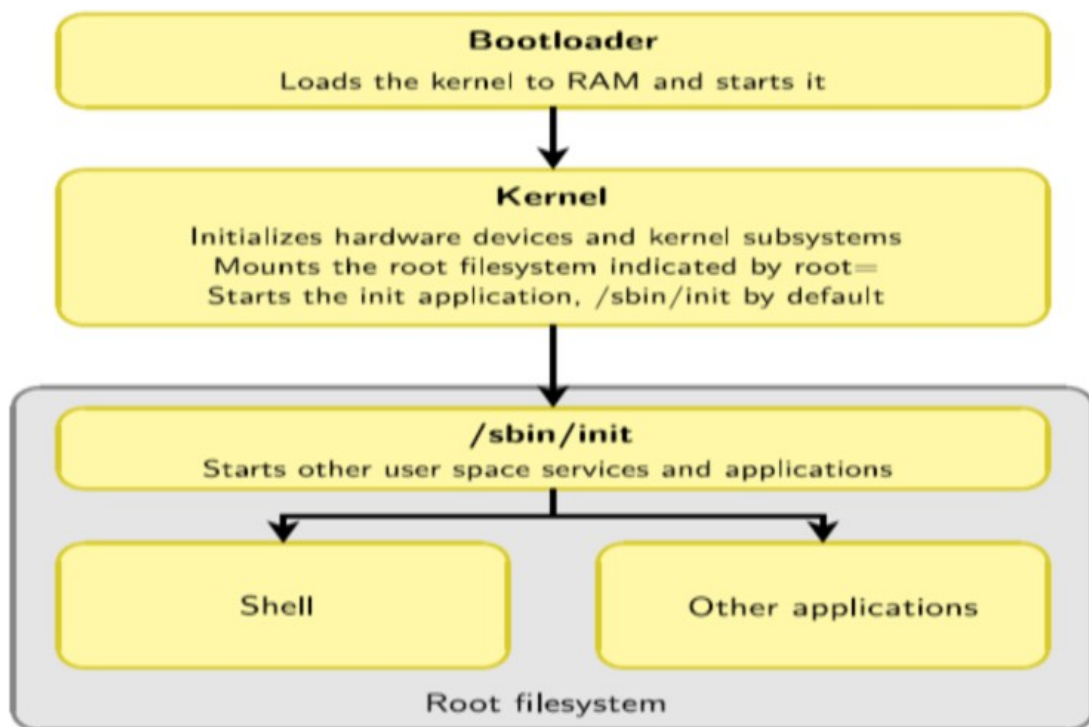 Bootloader
Loads the kernel to RAM and starts it
Kernel
Initializes hardware devices and kernel subsystems
Mounts the root filesystem indicated by root=
Starts the init application, /sbin/init by default
/sbin/init
Starts other user space services and applications
Shell
Other applications
Root filesystem